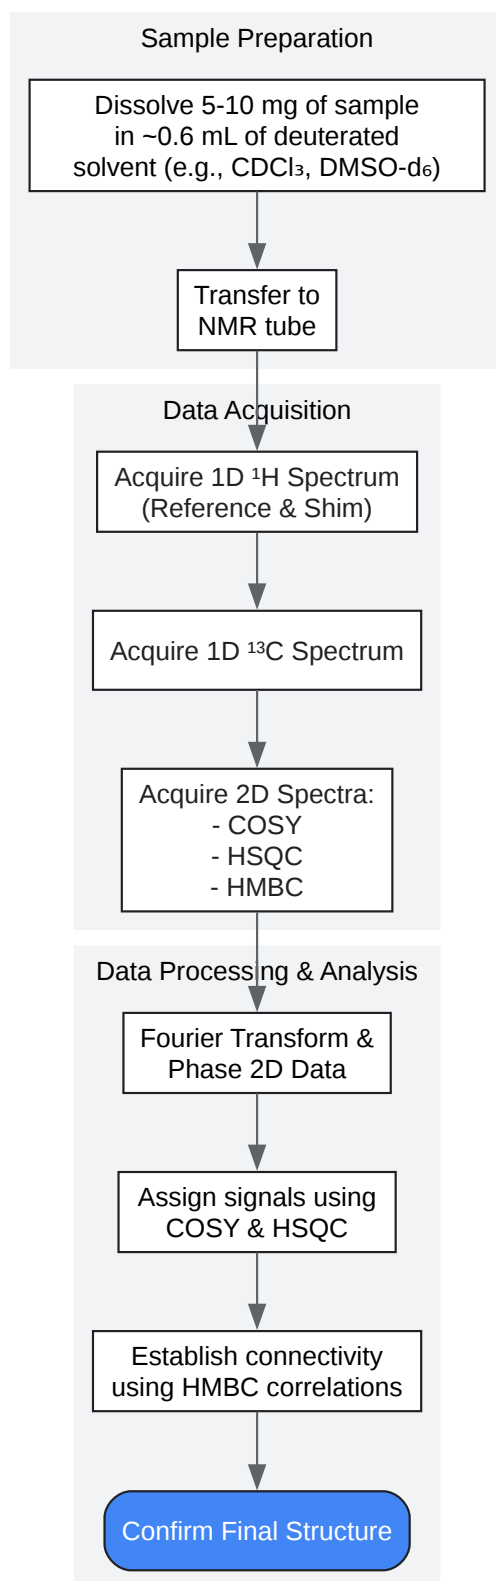 Sample Preparation
Dissolve 5-10 mg of sample
in ~0.6 mL of deuterated
solvent (e.g., CDCl₃, DMSO-d₆)
Transfer to
NMR tube
Data Acquisition
Acquire 1D ¹H Spectrum
(Reference & Shim)
Acquire 1D ¹³C Spectrum
Acquire 2D Spectra:
- COSY
- HSQC
- HMBC
Data Processing & Analysis
Fourier Transform &
Phase 2D Data
Assign signals using
COSY & HSQC
Establish connectivity
using HMBC correlations
Confirm Final Structure